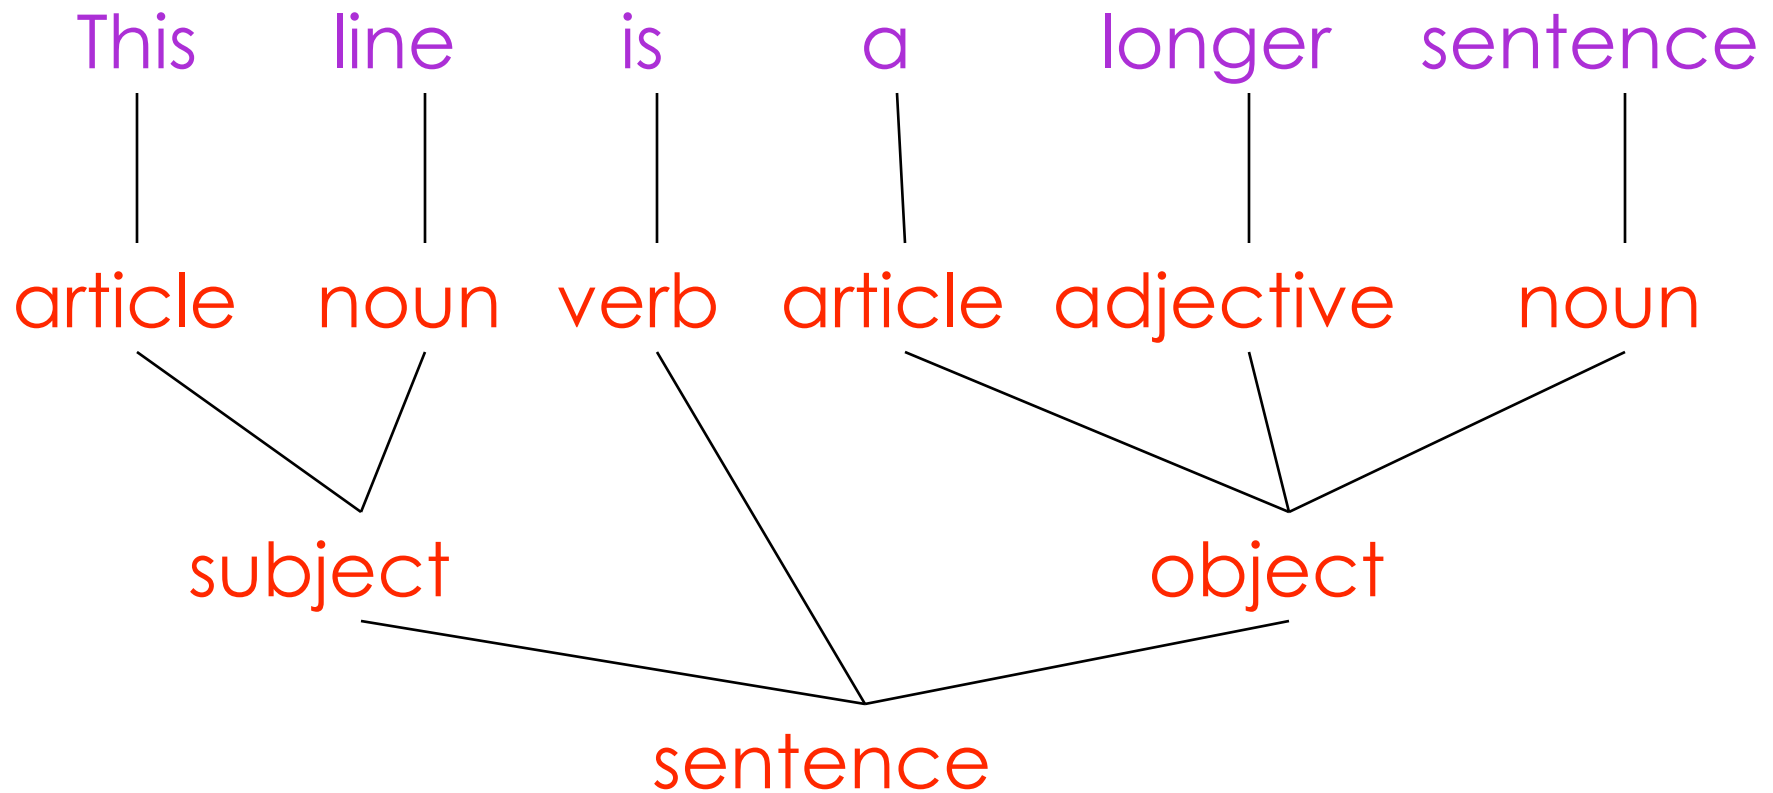 This line is a longer sentence
article noun verb article adjective noun
subject object
sentence